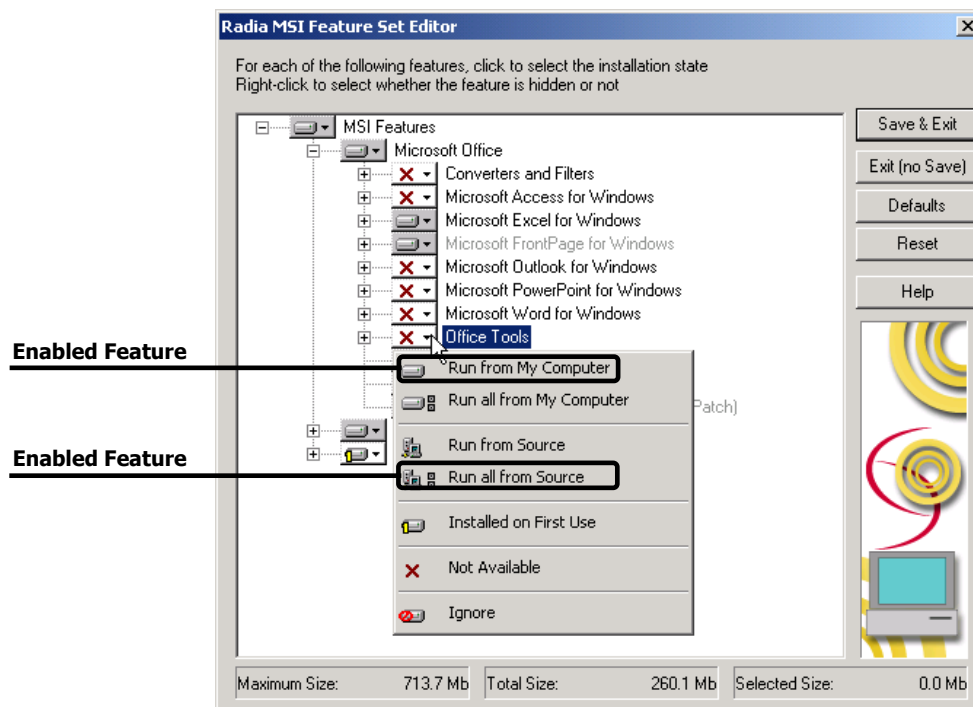 Radia MSI Feature Set Editor
For each of the following features, click to select the installation state
Right-click to select whether the feature is hidden or not
MSI Features
Microsoft Office
Converters and Filters
Microsoft Access for Windows
Microsoft Excel for Windows
Microsoft FrontPage for Windows
Microsoft Outlook for Windows
Microsoft PowerPoint for Windows
Microsoft Word for Windows
Office Tools
Enabled Feature
Run from My Computer
Run all from My Computer
Patch)
Run from Source
Enabled Feature
Run all from Source
Installed on First Use
Not Available
Ignore
Save & Exit
Exit (no Save)
Defaults
Reset
Help
Maximum Size: 713.7 Mb
Total Size: 260.1 Mb
Selected Size: 0.0 Mb